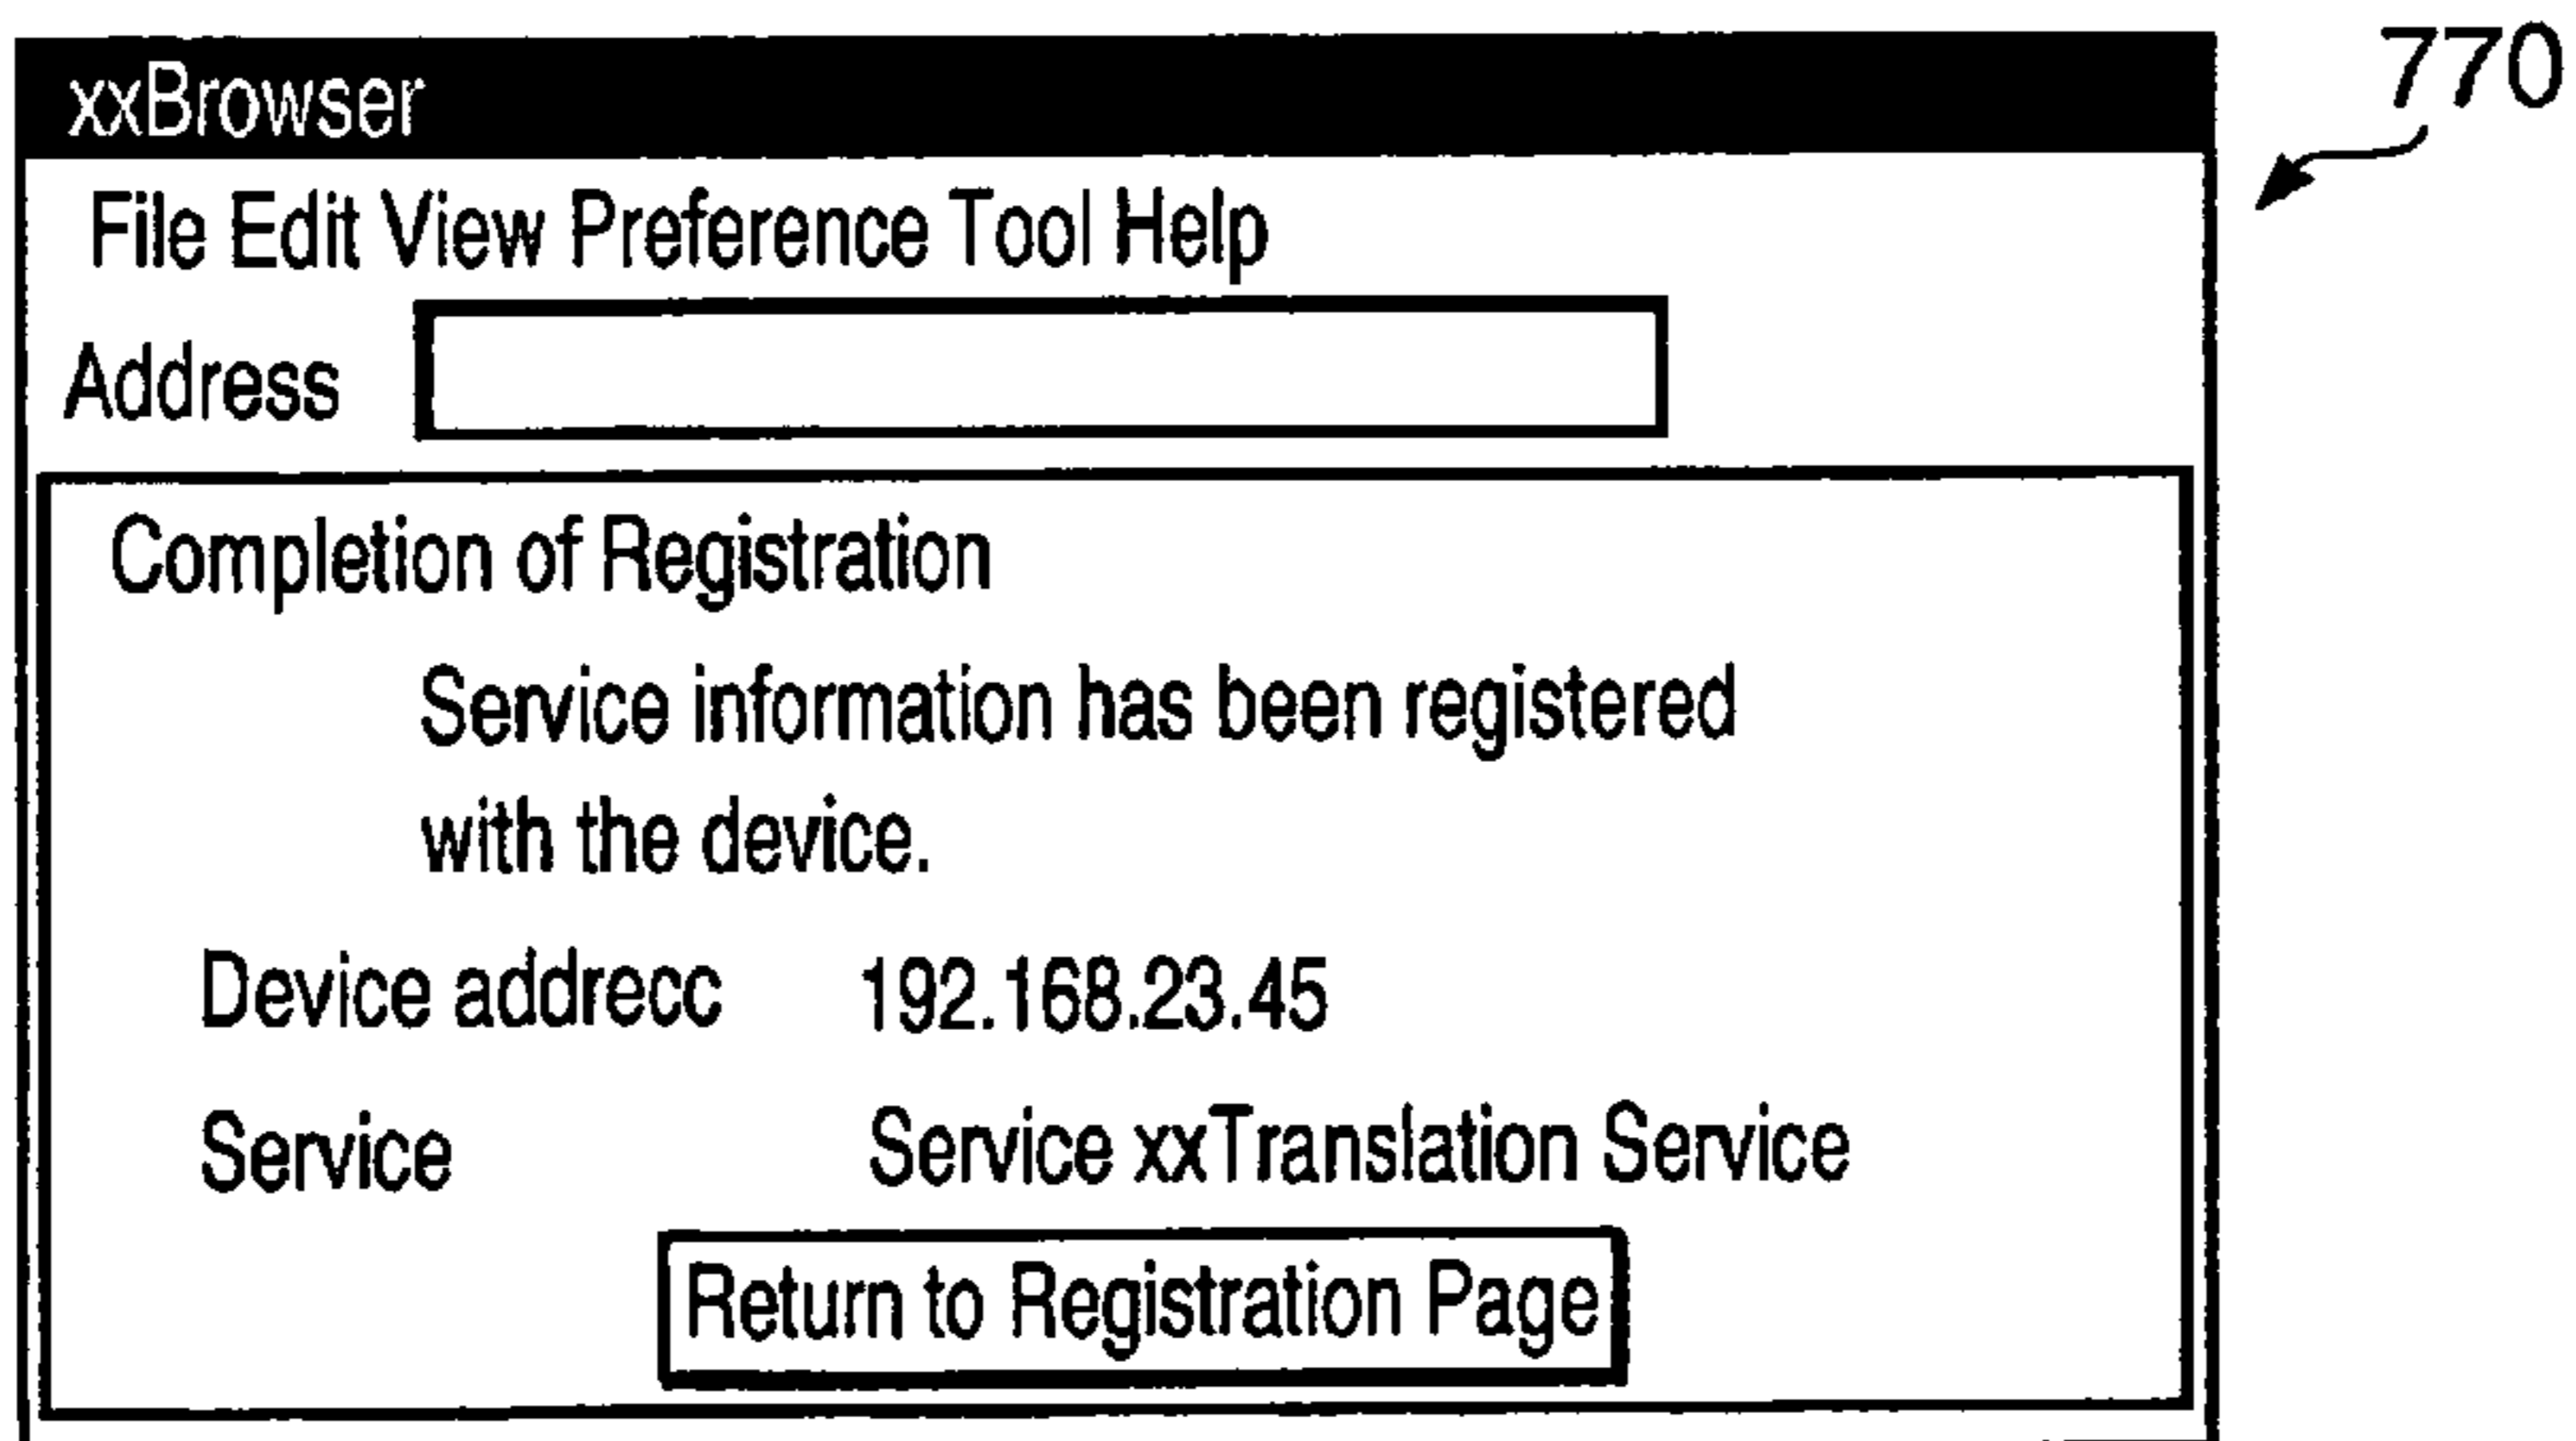 770
xxBrowser
File Edit View Preference Tool Help
Address
Completion of Registration
Service information has been registered
with the device.
Device addrecc 192.168.23.45
Service Service xxTranslation Service
Return to Registration Page